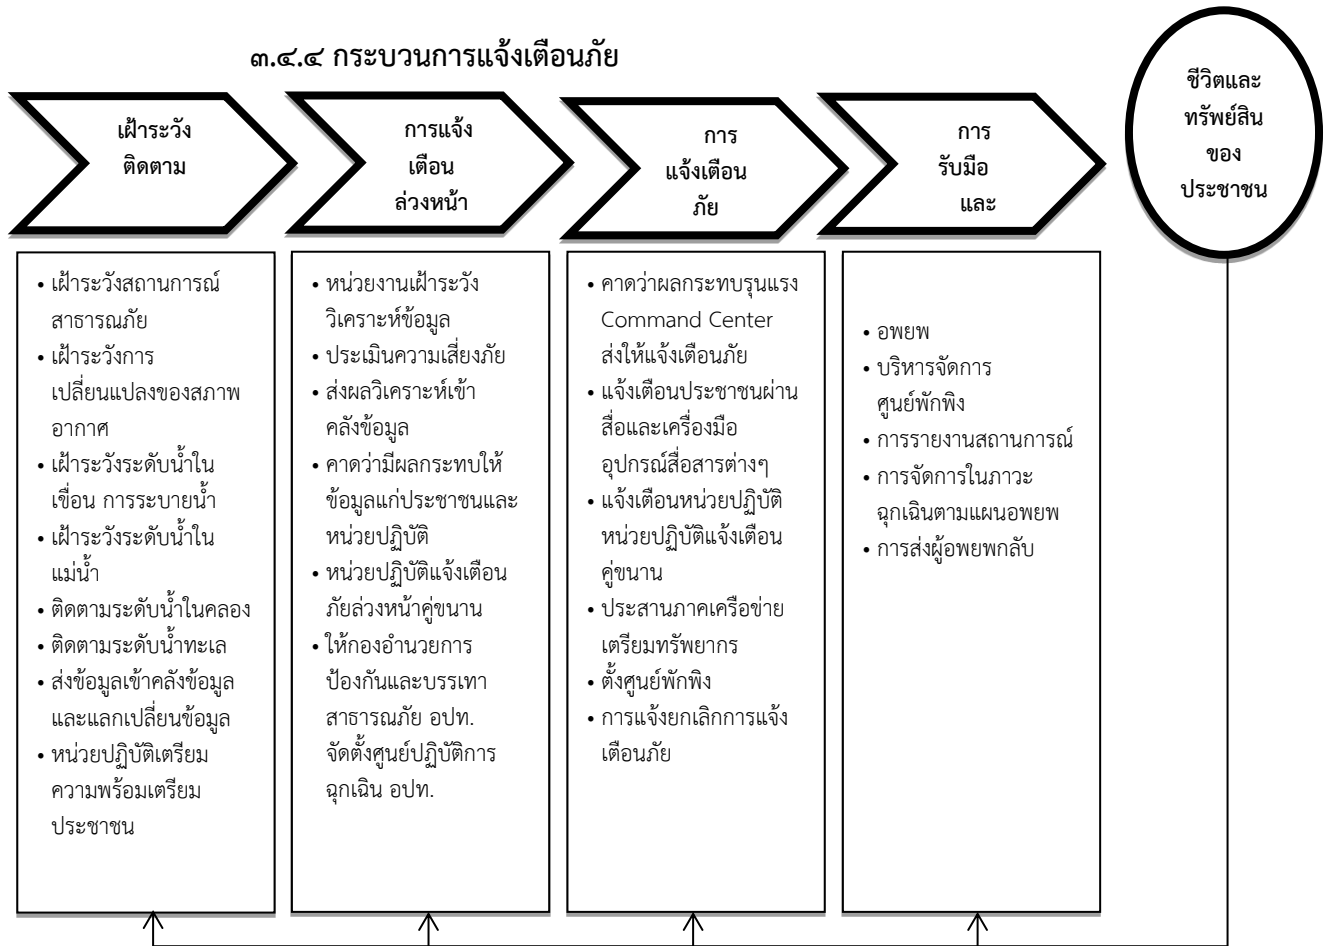 ๓.๔.๔ กระบวนการแจ้งเตือนภัย
เฝ้าระวัง
ติดตาม
การแจ้ง
เตือน
ล่วงหน้า
การ
แจ้งเตือน
ภัย
การ
รับมือ
และ
ชีวิตและ
ทรัพย์สิน
ของ
ประชาชน
• เฝ้าระวังสถานการณ์
สาธารณภัย
• เฝ้าระวังการ
เปลี่ยนแปลงของสภาพ
อากาศ
• เฝ้าระวังระดับน้ำใน
เขื่อน การระบายน้ำ
• เฝ้าระวังระดับน้ำใน
แม่น้ำ
• ติดตามระดับน้ำในคลอง
• ติดตามระดับน้ำทะเล
• ส่งข้อมูลเข้าคลังข้อมูล
และแลกเปลี่ยนข้อมูล
• หน่วยปฏิบัติเตรียม
ความพร้อมเตรียม
ประชาชน
• หน่วยงานเฝ้าระวัง
วิเคราะห์ข้อมูล
• ประเมินความเสี่ยงภัย
• ส่งผลวิเคราะห์เข้า
คลังข้อมูล
• คาดว่ามีผลกระทบให้
ข้อมูลแก่ประชาชนและ
หน่วยปฏิบัติ
• หน่วยปฏิบัติแจ้งเตือน
ภัยล่วงหน้าคู่ขนาน
• ให้กองอำนวยการ
ป้องกันและบรรเทา
สาธารณภัย อปท.
จัดตั้งศูนย์ปฏิบัติการ
ฉุกเฉิน อปท.
• คาดว่าผลกระทบรุนแรง
Command Center
ส่งให้แจ้งเตือนภัย
• แจ้งเตือนประชาชนผ่าน
สื่อและเครื่องมือ
อุปกรณ์สื่อสารต่างๆ
• แจ้งเตือนหน่วยปฏิบัติ
หน่วยปฏิบัติแจ้งเตือน
คู่ขนาน
• ประสานภาคเครือข่าย
เตรียมทรัพยากร
• ตั้งศูนย์พักพิง
• การแจ้งยกเลิกการแจ้ง
เตือนภัย
• อพยพ
• บริหารจัดการ
ศูนย์พักพิง
• การรายงานสถานการณ์
• การจัดการในภาวะ
ฉุกเฉินตามแผนอพยพ
• การส่งผู้อพยพกลับ